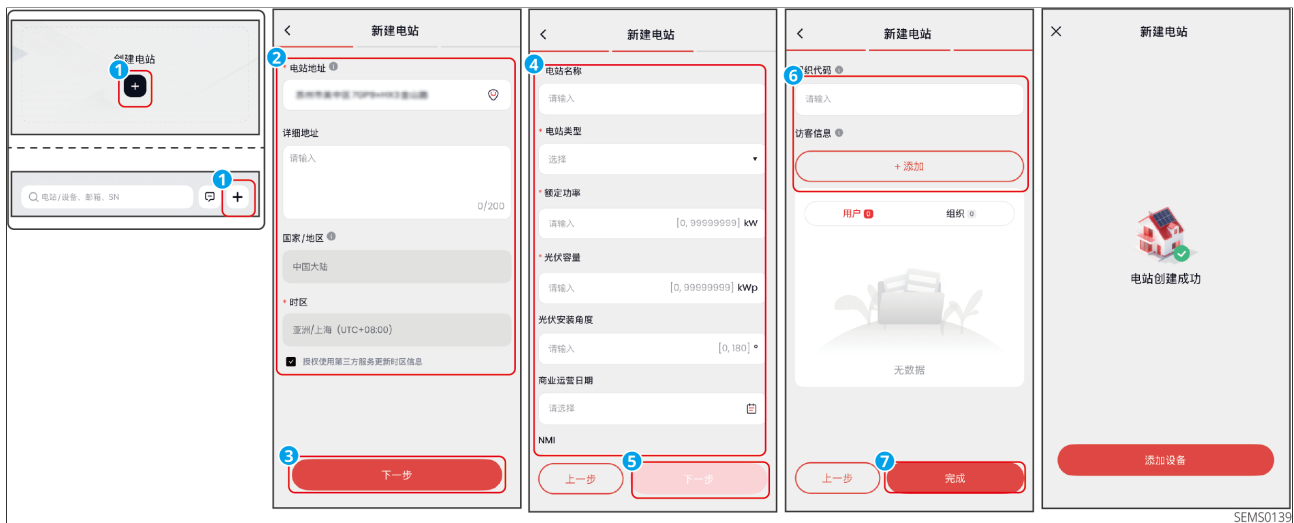 创建电站
1
+
电站/设备、邮箱、SN
1
+
新建电站
2
* 电站地址
详细地址
请输入
0/200
国家/地区
中国大陆
* 时区
亚洲/上海（UTC+08:00）
授权使用第三方服务更新时区信息
3
下一步
新建电站
4
电站名称
请输入
* 电站类型
选择
* 额定功率
请输入 [0, 99999999] kW
* 光伏容量
请输入 [0, 99999999] kWp
光伏安装角度
请输入 [0, 180] °
商业运营日期
请选择
NMI
5
上一步 下一步
新建电站
6
织代码
请输入
访客信息
+ 添加
用户 0 组织 0
无数据
7
上一步 完成
新建电站
电站创建成功
添加设备
SEMS0139